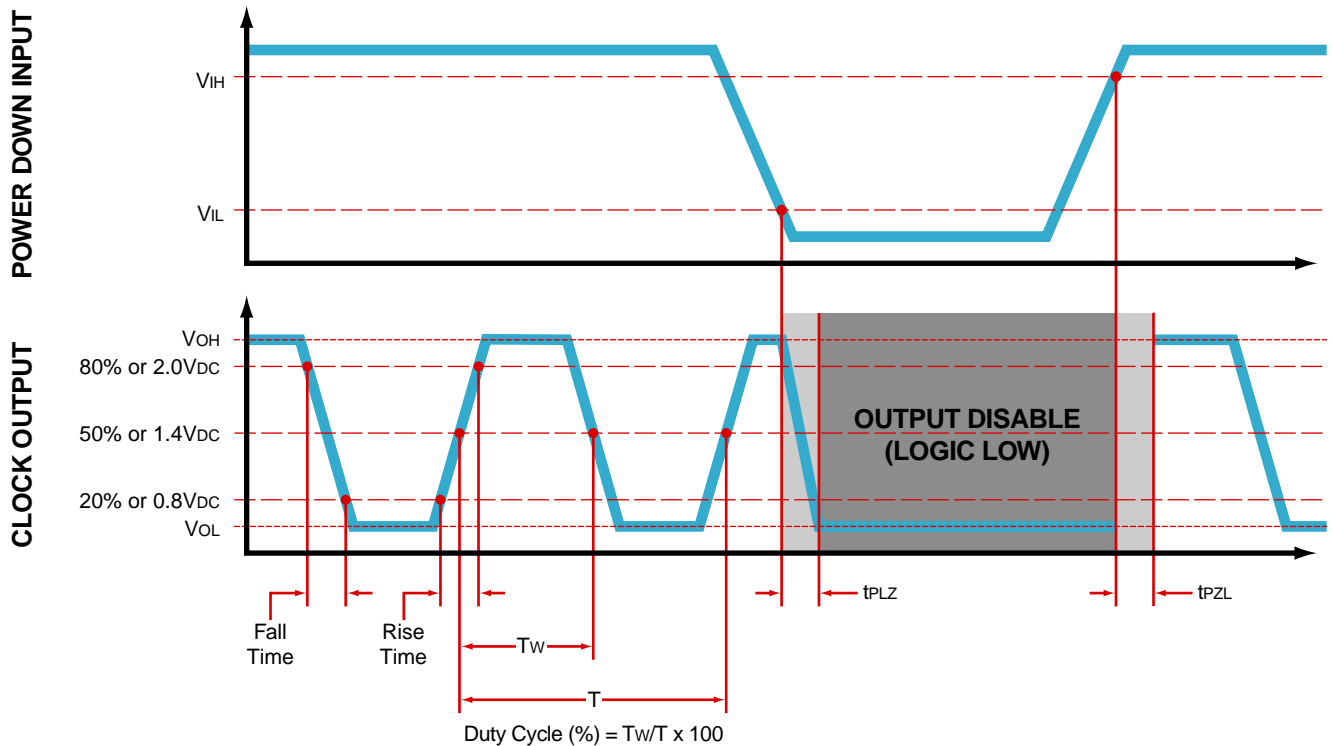 POWER DOWN INPUT
VIH
VIL
CLOCK OUTPUT
VOH
80% or 2.0VDC
50% or 1.4VDC
20% or 0.8VDC
VOL
OUTPUT DISABLE
(LOGIC LOW)
tPLZ
tPZL
Fall
Time
Rise
Time
TW
T
Duty Cycle (%) = TW/T x 100